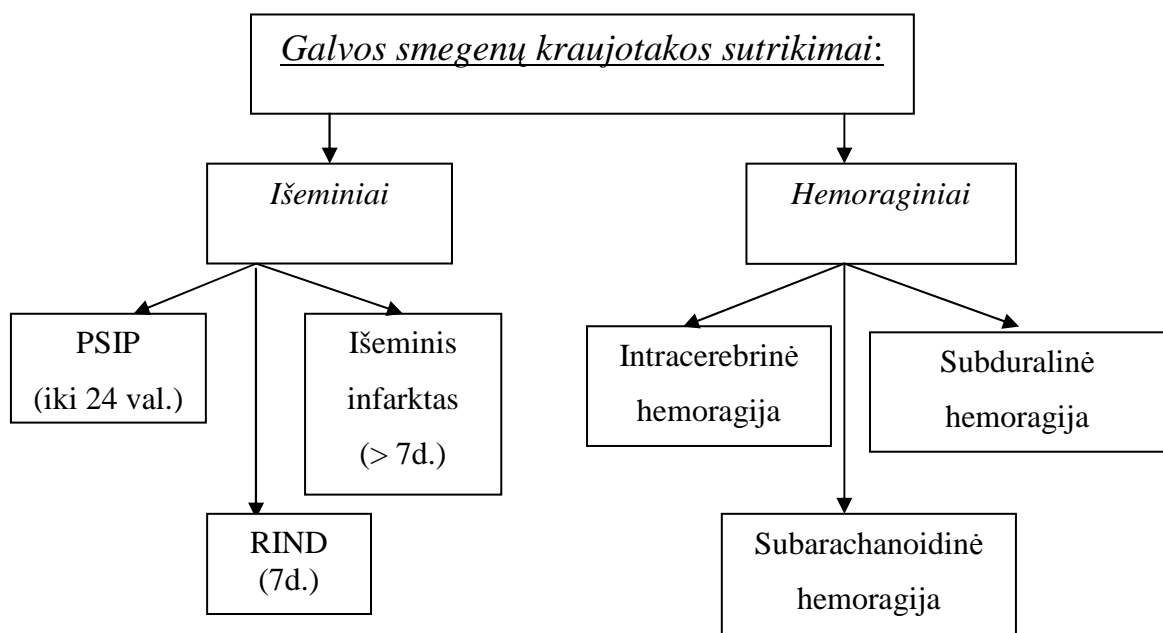 Galvos smegenų kraujotakos sutrikimai:
Išeminiai
Hemoraginiai
PSIP
(iki 24 val.)
Išeminis
infarktas
(> 7d.)
RIND
(7d.)
Intracerebrinė
hemoragija
Subduralinė
hemoragija
Subarachanoidinė
hemoragija